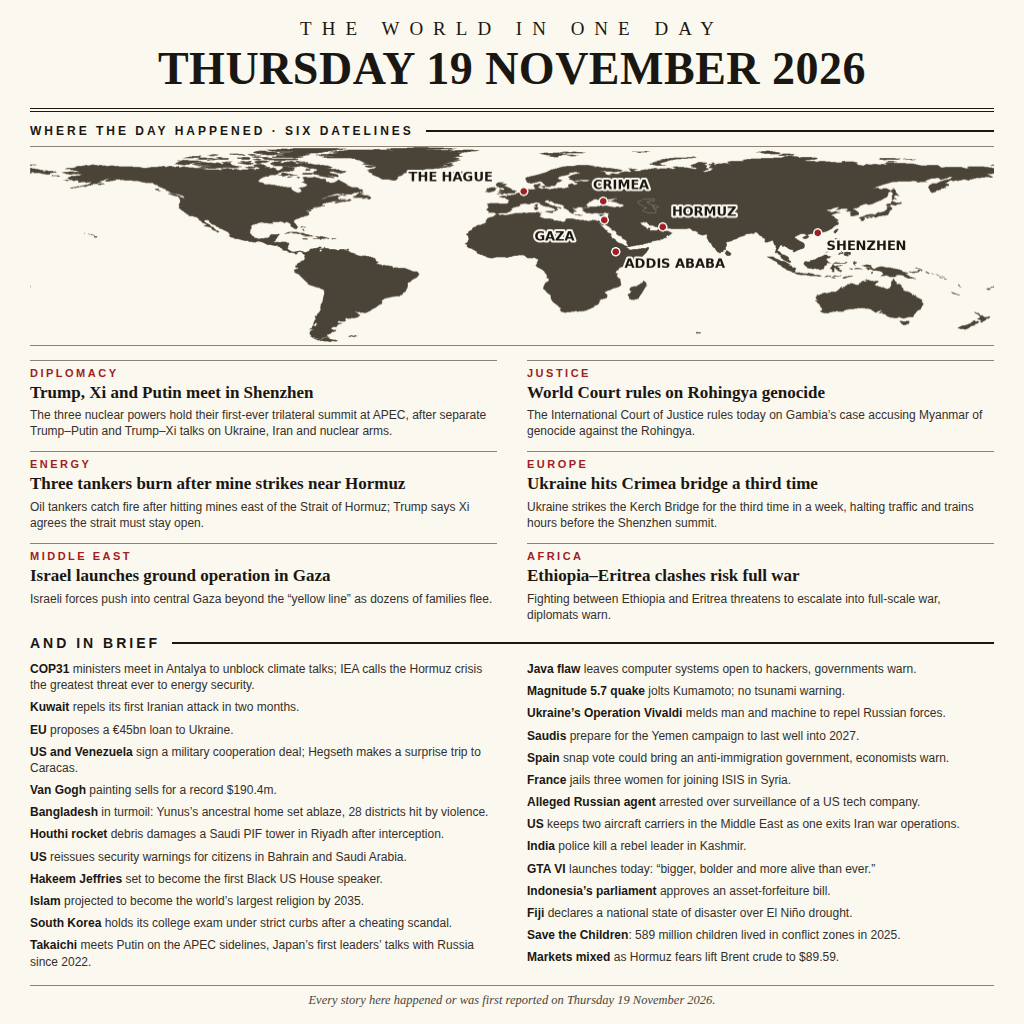 THE WORLD IN ONE DAY
THURSDAY 19 NOVEMBER 2026
WHERE THE DAY HAPPENED · SIX DATELINES
THE HAGUE
CRIMEA
HORMUZ
GAZA
SHENZHEN
ADDIS ABABA
DIPLOMACY
Trump, Xi and Putin meet in Shenzhen
The three nuclear powers hold their first-ever trilateral summit at APEC, after separate
Trump–Putin and Trump–Xi talks on Ukraine, Iran and nuclear arms.
JUSTICE
World Court rules on Rohingya genocide
The International Court of Justice rules today on Gambia’s case accusing Myanmar of
genocide against the Rohingya.
ENERGY
Three tankers burn after mine strikes near Hormuz
Oil tankers catch fire after hitting mines east of the Strait of Hormuz; Trump says Xi
agrees the strait must stay open.
EUROPE
Ukraine hits Crimea bridge a third time
Ukraine strikes the Kerch Bridge for the third time in a week, halting traffic and trains
hours before the Shenzhen summit.
MIDDLE EAST
Israel launches ground operation in Gaza
Israeli forces push into central Gaza beyond the “yellow line” as dozens of families flee.
AFRICA
Ethiopia–Eritrea clashes risk full war
Fighting between Ethiopia and Eritrea threatens to escalate into full-scale war,
diplomats warn.
AND IN BRIEF
COP31 ministers meet in Antalya to unblock climate talks; IEA calls the Hormuz crisis
the greatest threat ever to energy security.
Kuwait repels its first Iranian attack in two months.
EU proposes a €45bn loan to Ukraine.
US and Venezuela sign a military cooperation deal; Hegseth makes a surprise trip to
Caracas.
Van Gogh painting sells for a record $190.4m.
Bangladesh in turmoil: Yunus’s ancestral home set ablaze, 28 districts hit by violence.
Houthi rocket debris damages a Saudi PIF tower in Riyadh after interception.
US reissues security warnings for citizens in Bahrain and Saudi Arabia.
Hakeem Jeffries set to become the first Black US House speaker.
Islam projected to become the world’s largest religion by 2035.
South Korea holds its college exam under strict curbs after a cheating scandal.
Takaichi meets Putin on the APEC sidelines, Japan’s first leaders’ talks with Russia
since 2022.
Java flaw leaves computer systems open to hackers, governments warn.
Magnitude 5.7 quake jolts Kumamoto; no tsunami warning.
Ukraine’s Operation Vivaldi melds man and machine to repel Russian forces.
Saudis prepare for the Yemen campaign to last well into 2027.
Spain snap vote could bring an anti-immigration government, economists warn.
France jails three women for joining ISIS in Syria.
Alleged Russian agent arrested over surveillance of a US tech company.
US keeps two aircraft carriers in the Middle East as one exits Iran war operations.
India police kill a rebel leader in Kashmir.
GTA VI launches today: “bigger, bolder and more alive than ever.”
Indonesia’s parliament approves an asset-forfeiture bill.
Fiji declares a national state of disaster over El Niño drought.
Save the Children: 589 million children lived in conflict zones in 2025.
Markets mixed as Hormuz fears lift Brent crude to $89.59.
Every story here happened or was first reported on Thursday 19 November 2026.